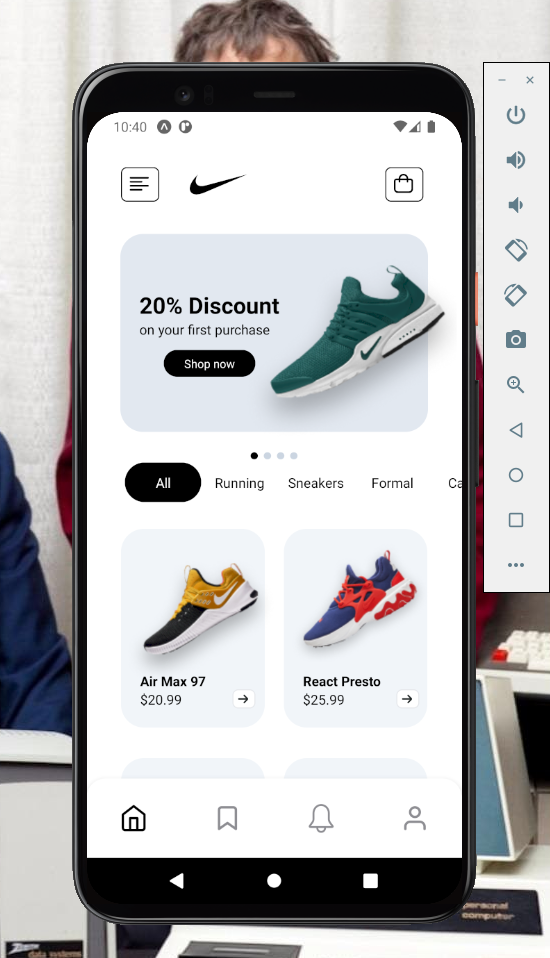 10:40
20% Discount
on your first purchase
Shop now
All Running Sneakers Formal Ca
Air Max 97
$20.99
React Presto
$25.99
personal
computer
ZENITH
data systems